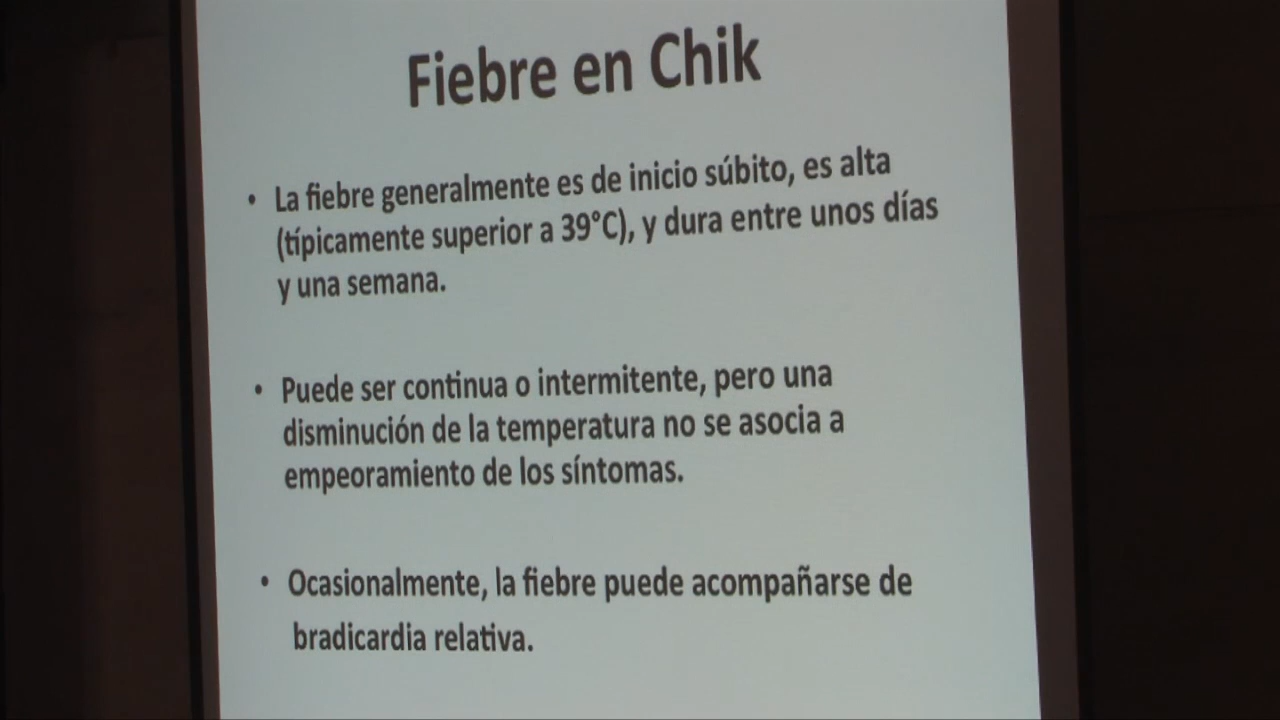 Fiebre en Chik
• La fiebre generalmente es de inicio súbito, es alta
(típicamente superior a 39°C), y dura entre unos días
y una semana.
• Puede ser continua o intermitente, pero una
disminución de la temperatura no se asocia a
empeoramiento de los síntomas.
• Ocasionalmente, la fiebre puede acompañarse de
bradicardia relativa.